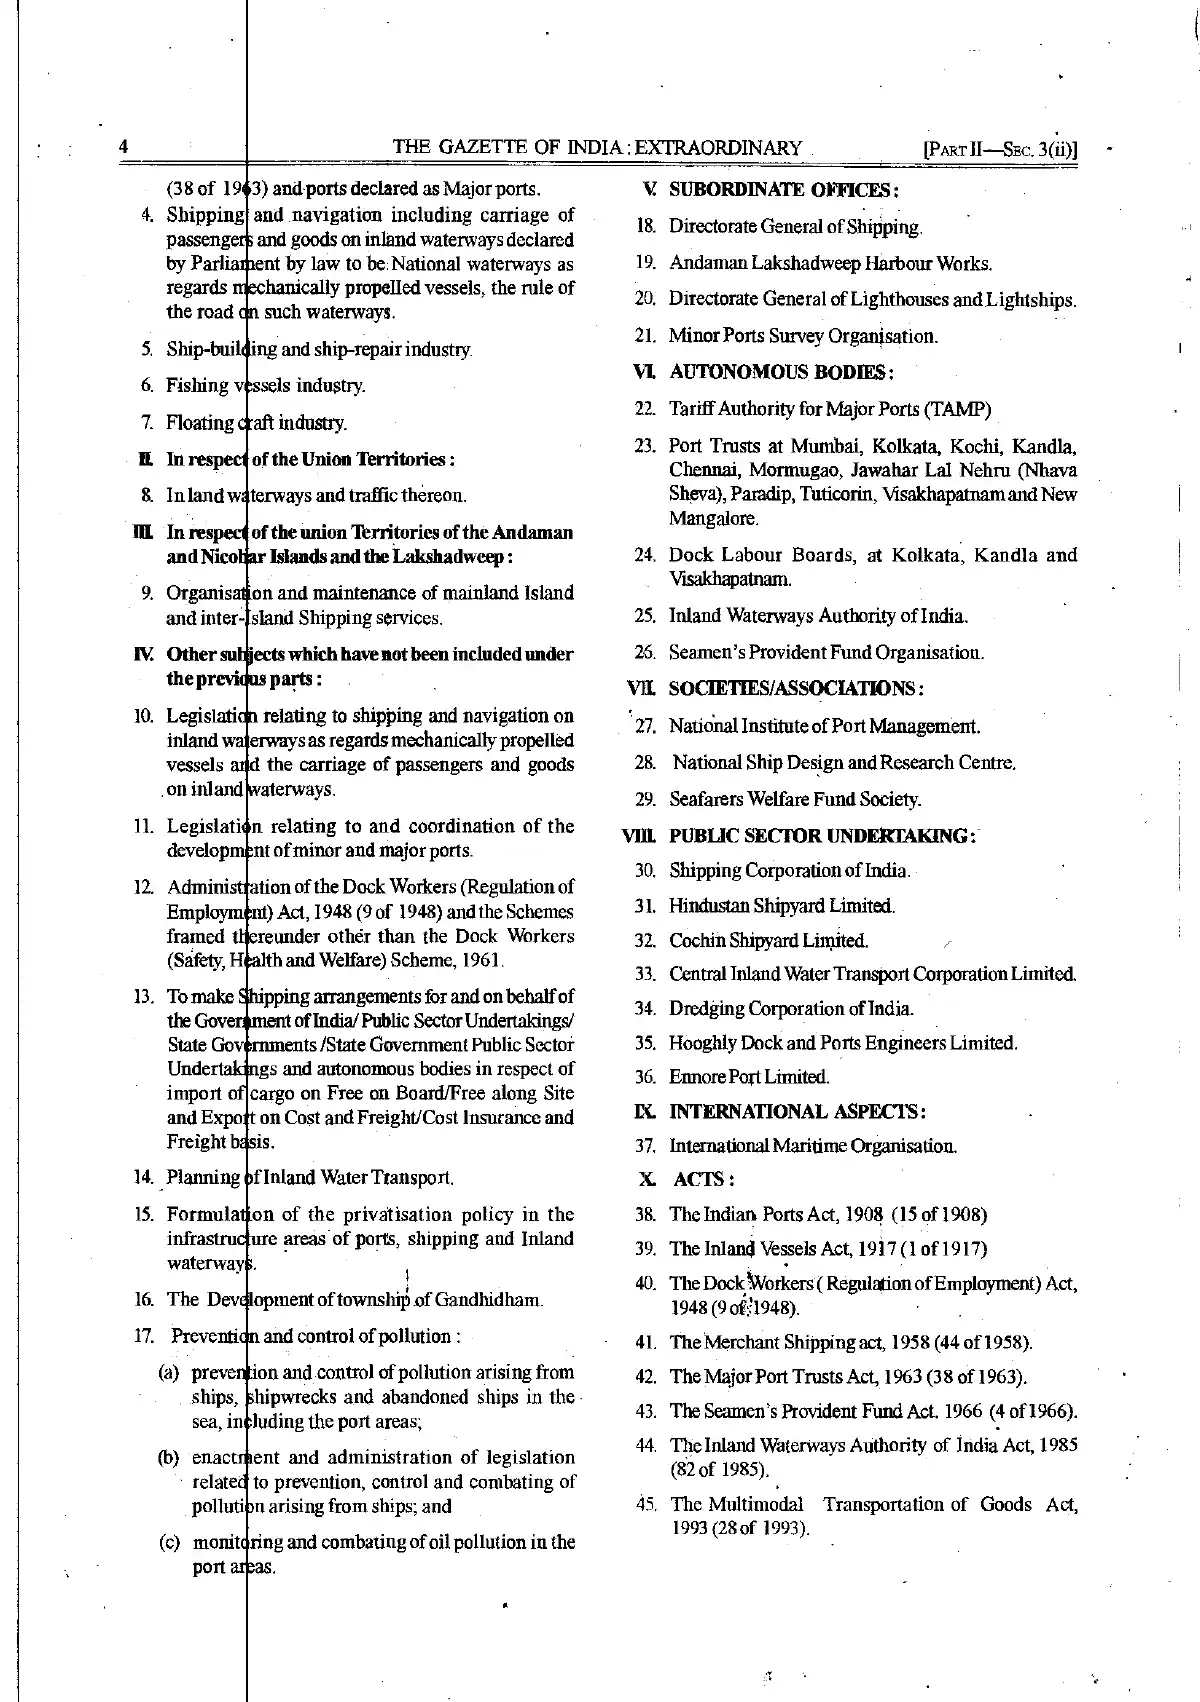 4
THE GAZETTE OF INDIA : EXTRAORDINARY
[PART II—SEC. 3(ii)]
(38 of 1963) and ports declared as Major ports.
4. Shipping and navigation including carriage of
passengers and goods on inland waterways declared
by Parliament by law to be National waterways as
regards mechanically propelled vessels, the rule of
the road on such waterways.
5. Ship-building and ship-repair industry.
6. Fishing vessels industry.
7. Floating craft industry.
II. In respect of the Union Territories :
8. Inland waterways and traffic thereon.
III. In respect of the union Territories of the Andaman
and Nicobar Islands and the Lakshadweep :
9. Organisation and maintenance of mainland Island
and inter-Island Shipping services.
IV. Other subjects which have not been included under
the previous parts :
10. Legislation relating to shipping and navigation on
inland waterways as regards mechanically propelled
vessels and the carriage of passengers and goods
on inland waterways.
11. Legislation relating to and coordination of the
development of minor and major ports.
12. Administration of the Dock Workers (Regulation of
Employment) Act, 1948 (9 of 1948) and the Schemes
framed thereunder other than the Dock Workers
(Safety, Health and Welfare) Scheme, 1961.
13. To make Shipping arrangements for and on behalf of
the Government of India/ Public Sector Undertakings/
State Governments /State Government Public Sector
Undertakings and autonomous bodies in respect of
import of cargo on Free on Board/Free along Site
and Export on Cost and Freight/Cost Insurance and
Freight basis.
14. Planning of Inland Water Transport.
15. Formulation of the privatisation policy in the
infrastructure areas of ports, shipping and Inland
waterways.
16. The Development of township of Gandhidham.
17. Prevention and control of pollution :
(a) prevention and control of pollution arising from
ships, shipwrecks and abandoned ships in the
sea, including the port areas;
(b) enactment and administration of legislation
related to prevention, control and combating of
pollution arising from ships; and
(c) monitoring and combating of oil pollution in the
port areas.
V. SUBORDINATE OFFICES :
18. Directorate General of Shipping.
19. Andaman Lakshadweep Harbour Works.
20. Directorate General of Lighthouses and Lightships.
21. Minor Ports Survey Organisation.
VI. AUTONOMOUS BODIES :
22. Tariff Authority for Major Ports (TAMP)
23. Port Trusts at Mumbai, Kolkata, Kochi, Kandla,
Chennai, Mormugao, Jawahar Lal Nehru (Nhava
Sheva), Paradip, Tuticorin, Visakhapatnam and New
Mangalore.
24. Dock Labour Boards, at Kolkata, Kandla and
Visakhapatnam.
25. Inland Waterways Authority of India.
26. Seamen's Provident Fund Organisation.
VII. SOCIETIES/ASSOCIATIONS :
27. National Institute of Port Management.
28. National Ship Design and Research Centre.
29. Seafarers Welfare Fund Society.
VIII. PUBLIC SECTOR UNDERTAKING :
30. Shipping Corporation of India.
31. Hindustan Shipyard Limited.
32. Cochin Shipyard Limited.
33. Central Inland Water Transport Corporation Limited.
34. Dredging Corporation of India.
35. Hooghly Dock and Ports Engineers Limited.
36. Ennore Port Limited.
IX. INTERNATIONAL ASPECTS :
37. International Maritime Organisation.
X. ACTS :
38. The Indian Ports Act, 1908 (15 of 1908)
39. The Inland Vessels Act, 1917 (1 of 1917)
40. The Dock Workers ( Regulation of Employment) Act,
1948 (9 of 1948).
41. The Merchant Shipping act, 1958 (44 of 1958).
42. The Major Port Trusts Act, 1963 (38 of 1963).
43. The Seamen's Provident Fund Act. 1966 (4 of 1966).
44. The Inland Waterways Authority of India Act, 1985
(82 of 1985).
45. The Multimodal Transportation of Goods Act,
1993 (28 of 1993).